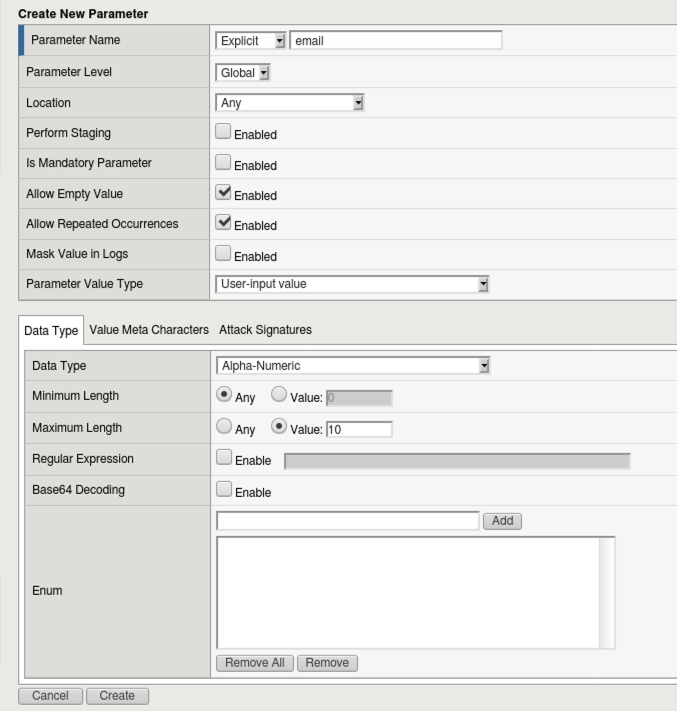 Create New Parameter
Parameter Name Explicit email
Parameter Level Global
Location Any
Perform Staging Enabled
Is Mandatory Parameter Enabled
Allow Empty Value Enabled
Allow Repeated Occurrences Enabled
Mask Value in Logs Enabled
Parameter Value Type User-input value
Data Type Value Meta Characters Attack Signatures
Data Type Alpha-Numeric
Minimum Length Any Value: 0
Maximum Length Any Value: 10
Regular Expression Enable
Base64 Decoding Enable
Add
Enum
Remove All Remove
Cancel Create